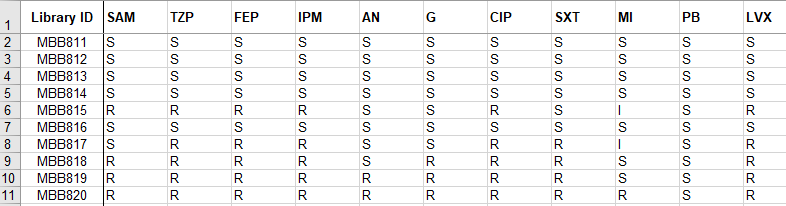 1 Library ID SAM TZP FEP IPM AN G CIP SXT MI PB LVX
2 MBB811 S S S S S S S S S S S
3 MBB812 S S S S S S S S S S S
4 MBB813 S S S S S S S S S S S
5 MBB814 S S S S S S S S S S S
6 MBB815 R R R R S S R S I S R
7 MBB816 S S S S S S S S S S S
8 MBB817 S R R R S S R R I S R
9 MBB818 R R R R S R R R S S R
10 MBB819 R R R R R R R R S S R
11 MBB820 R R R R R R R R R S R